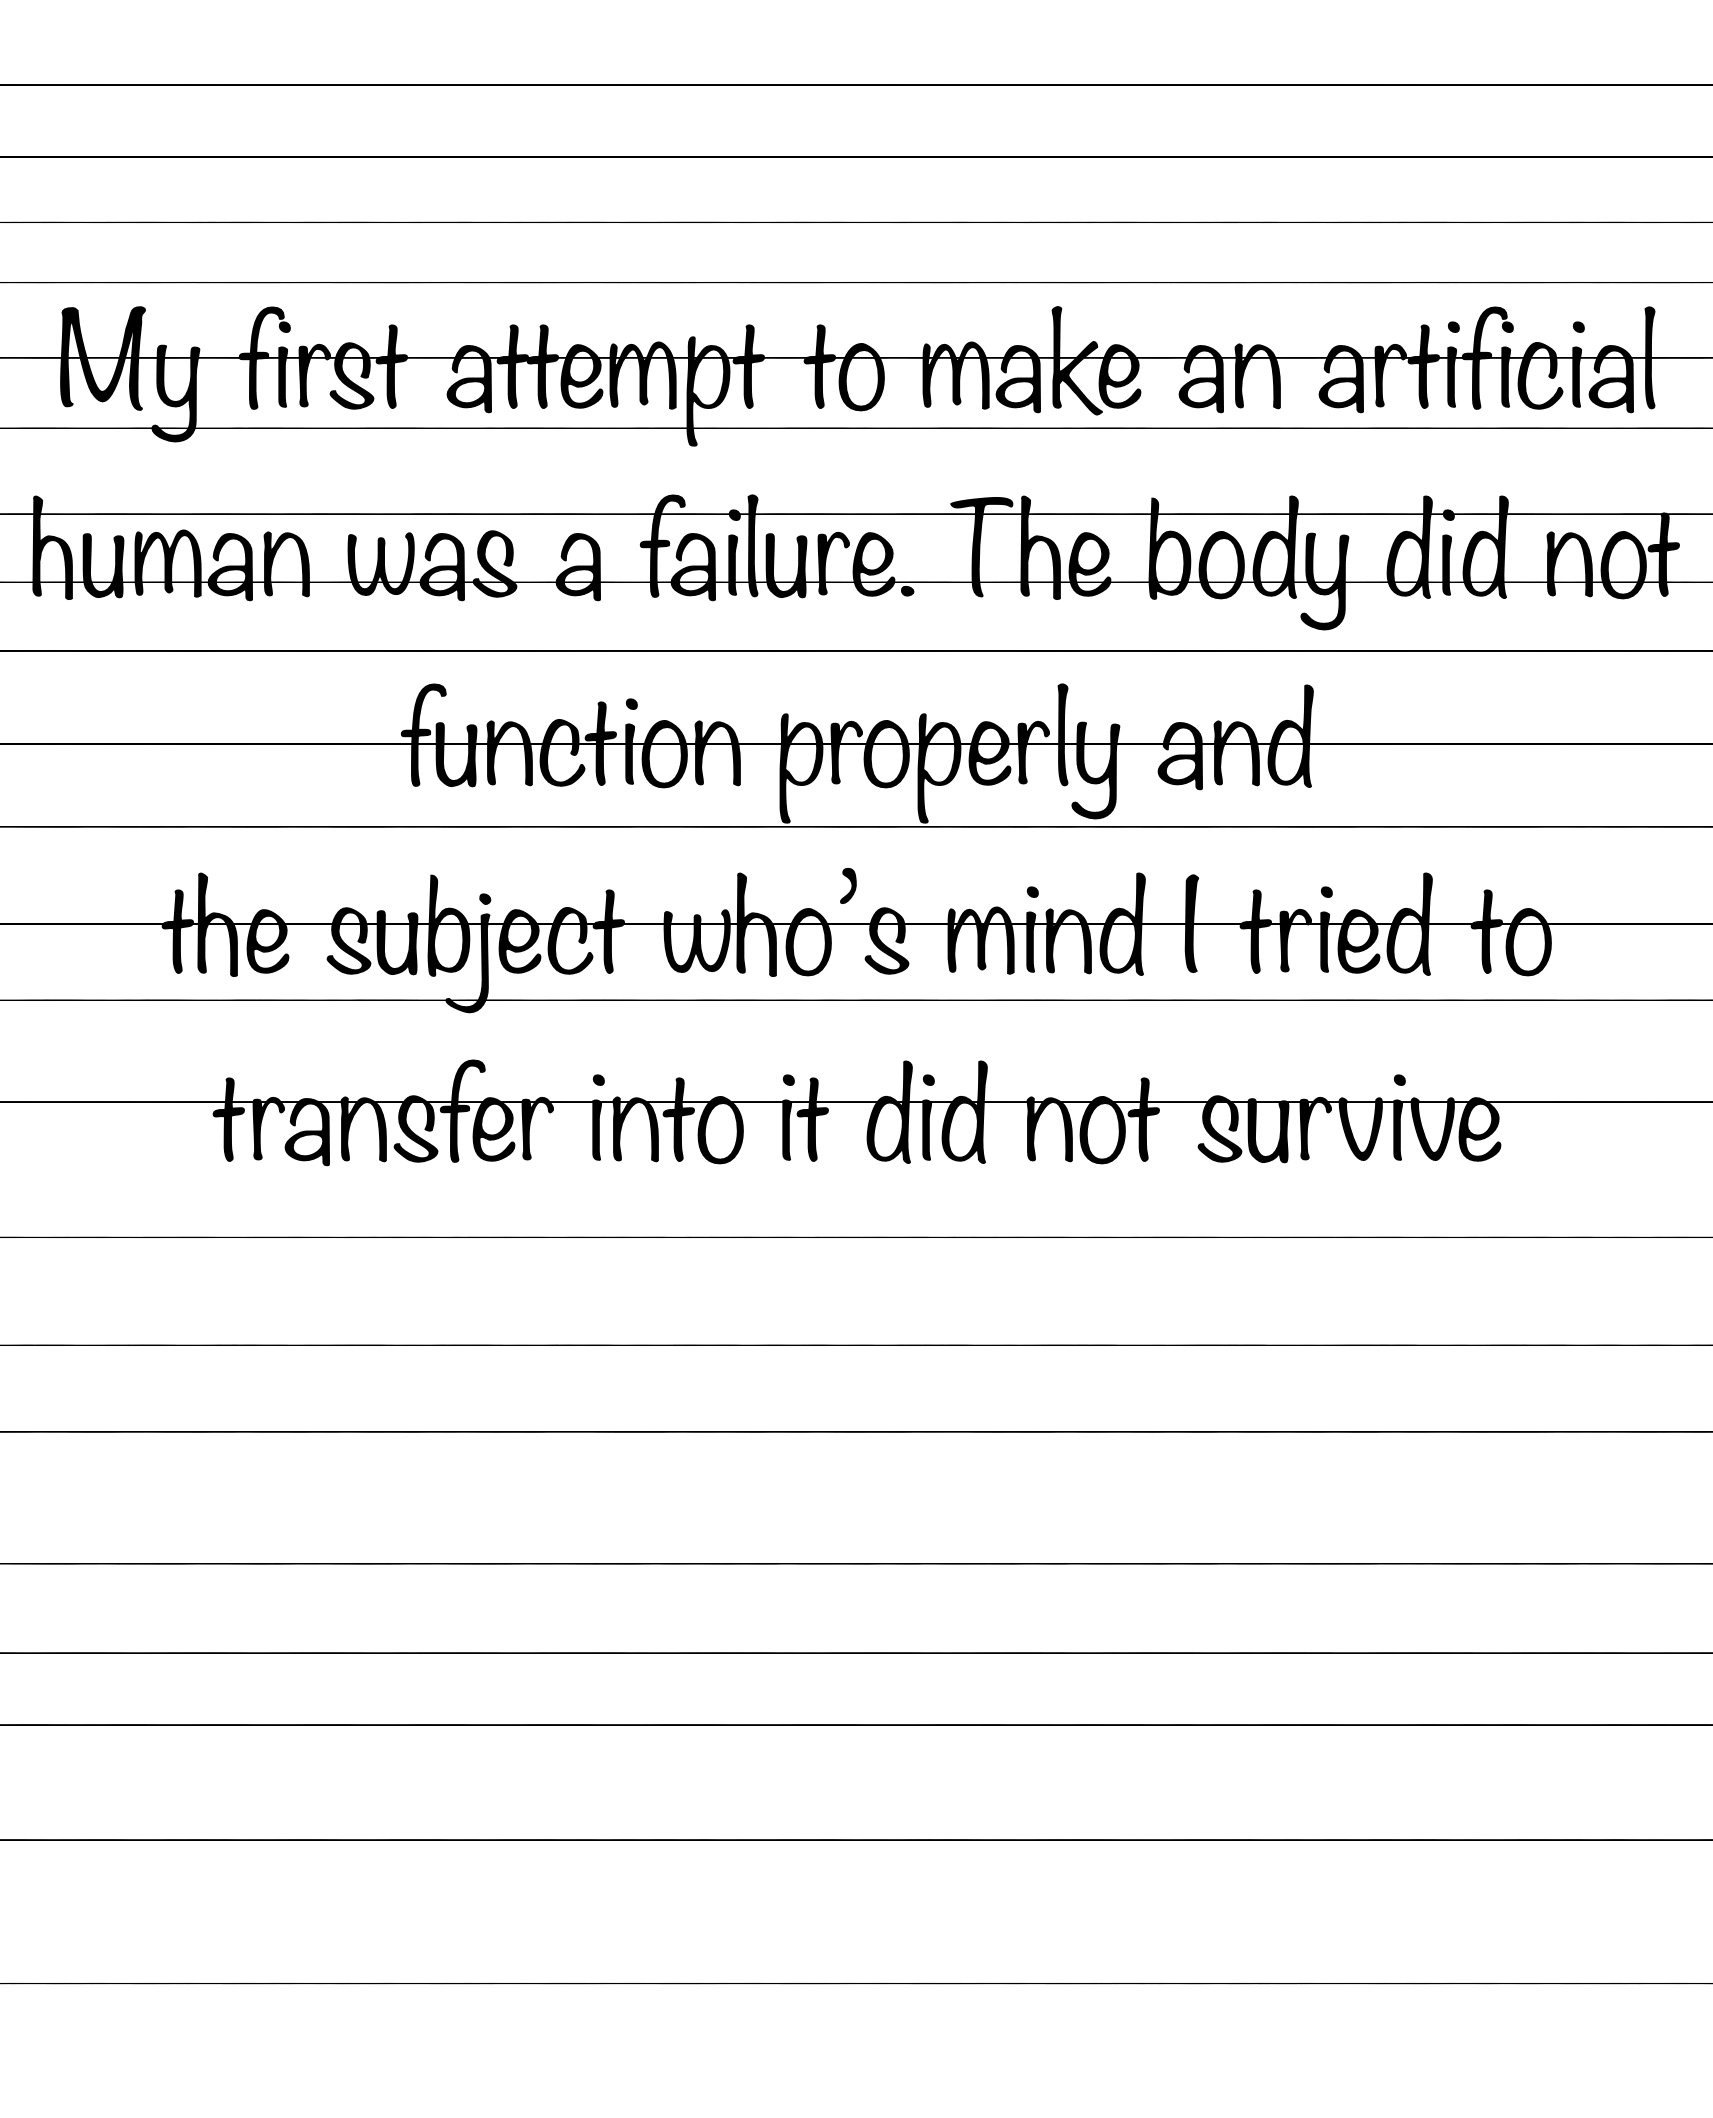 My first attempt to make an artificial
human was a failure. The body did not
function properly and
the subject who’s mind I tried to
transfer into it did not survive